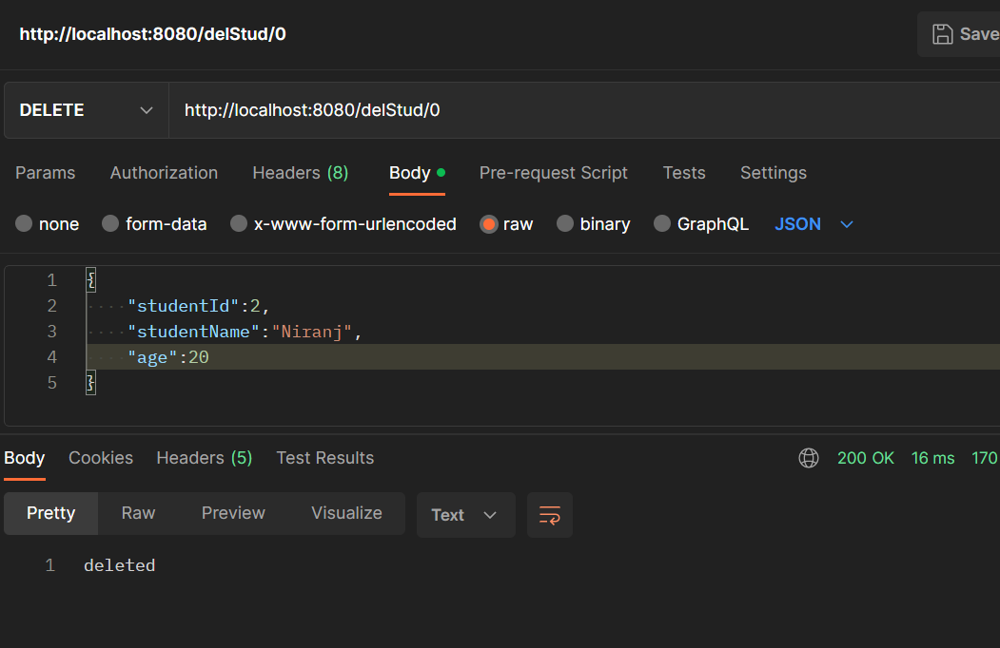 http://localhost:8080/delStud/0
Save
DELETE http://localhost:8080/delStud/0
Params Authorization Headers (8) Body Pre-request Script Tests Settings
none form-data x-www-form-urlencoded raw binary GraphQL JSON
1 {
2 "studentId":2,
3 "studentName":"Niranj",
4 "age":20
5 }
Body Cookies Headers (5) Test Results 200 OK 16 ms 170
Pretty Raw Preview Visualize Text
1 deleted